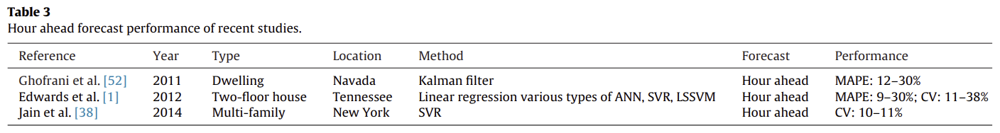 Table 3
Hour ahead forecast performance of recent studies.
Reference Year Type Location Method Forecast Performance
Ghofrani et al. [52] 2011 Dwelling Navada Kalman filter Hour ahead MAPE: 12–30%
Edwards et al. [1] 2012 Two-floor house Tennessee Linear regression various types of ANN, SVR, LSSVM Hour ahead MAPE: 9–30%; CV: 11–38%
Jain et al. [38] 2014 Multi-family New York SVR Hour ahead CV: 10–11%